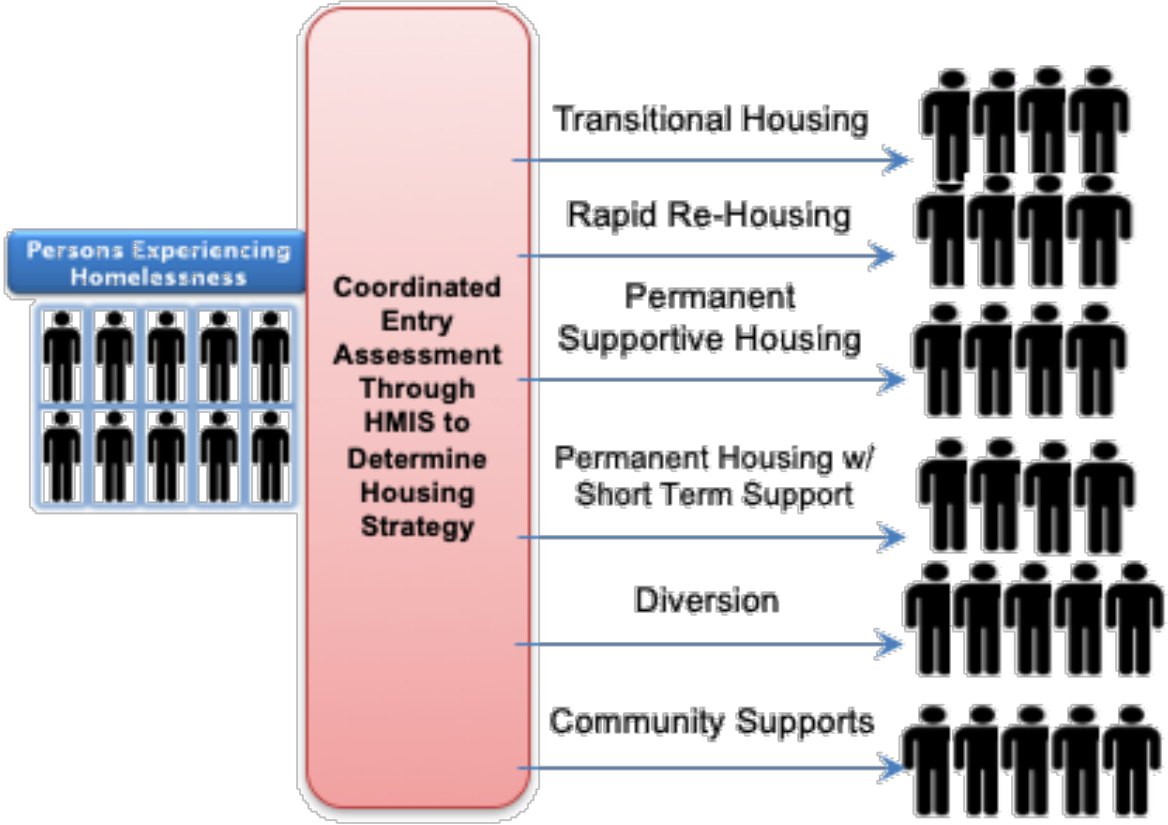 Persons Experiencing
Homelessness
Coordinated
Entry
Assessment
Through
HMIS to
Determine
Housing
Strategy
Transitional Housing
Rapid Re-Housing
Permanent
Supportive Housing
Permanent Housing w/
Short Term Support
Diversion
Community Supports